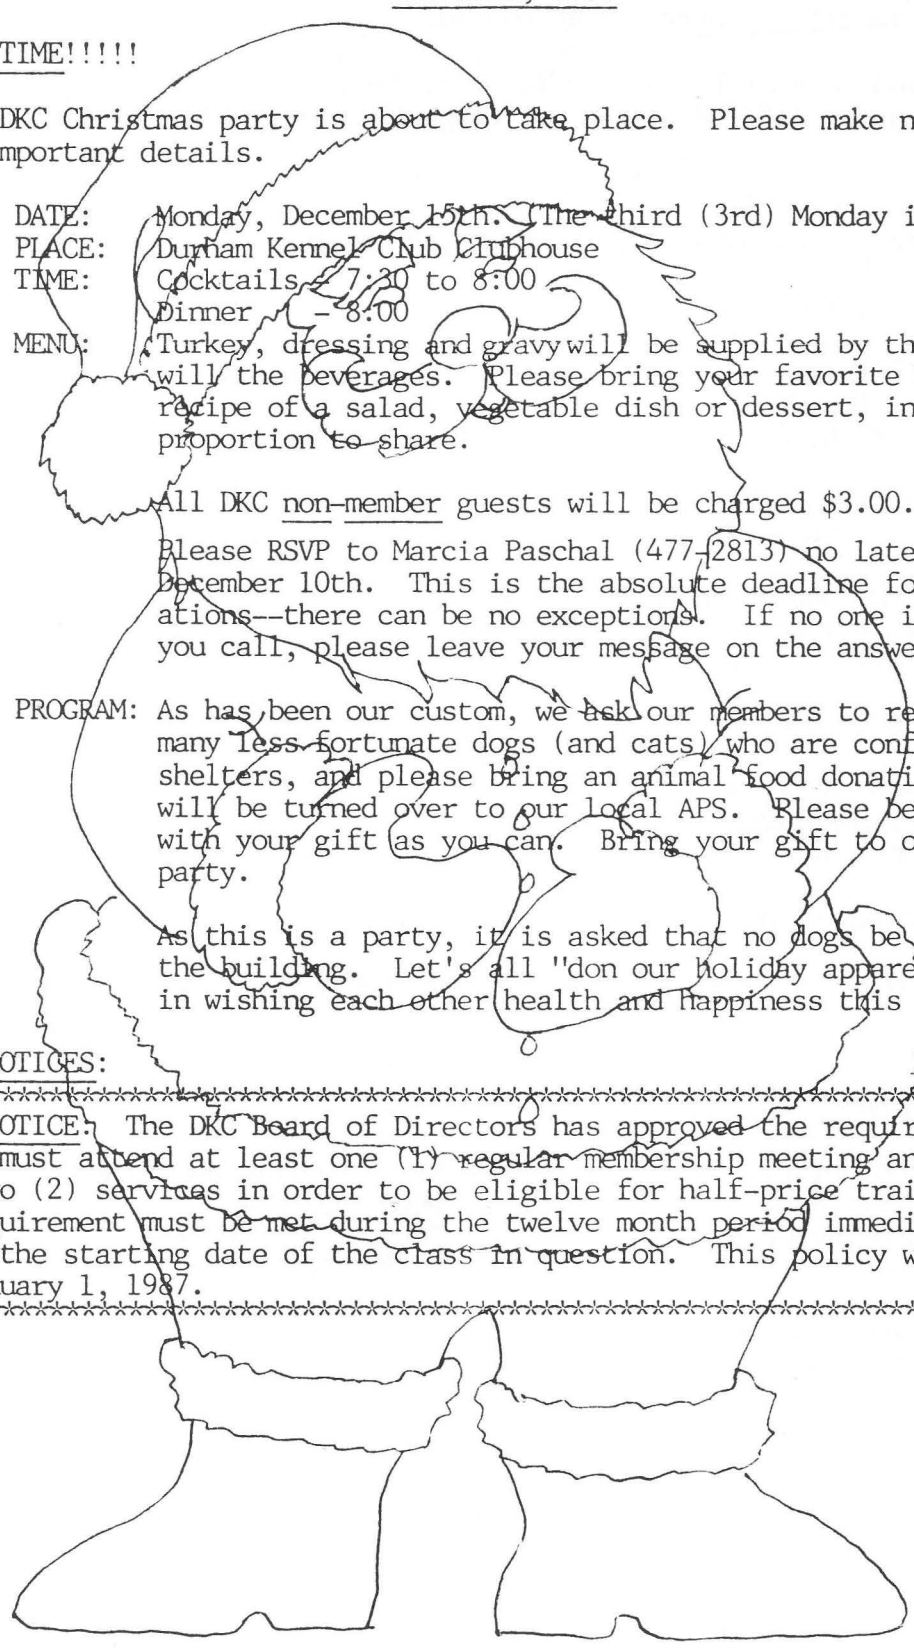 TIME!!!!!
DKC Christmas party is about to take place. Please make n
mportant details.
DATE: Monday, December 15th. (The third (3rd) Monday i
PLACE: Durham Kennel Club Clubhouse
TIME: Cocktails - 7:30 to 8:00
Dinner - 8:00
MENU: Turkey, dressing and gravy will be supplied by th
will the beverages. Please bring your favorite
recipe of a salad, vegetable dish or dessert, in
proportion to share.
All DKC non-member guests will be charged $3.00.
Please RSVP to Marcia Paschal (477-2813) no late
December 10th. This is the absolute deadline fo
ations--there can be no exceptions. If no one i
you call, please leave your message on the answe
PROGRAM: As has been our custom, we ask our members to re
many less fortunate dogs (and cats) who are conf
shelters, and please bring an animal food donati
will be turned over to our local APS. Please be
with your gift as you can. Bring your gift to o
party.
As this is a party, it is asked that no dogs be
the building. Let's all "don our holiday appare
in wishing each other health and happiness this
OTICES:
OTICE: The DKC Board of Directors has approved the requir
must attend at least one (1) regular membership meeting an
o (2) services in order to be eligible for half-price trai
uirement must be met during the twelve month period immedi
the starting date of the class in question. This policy w
uary 1, 1987.